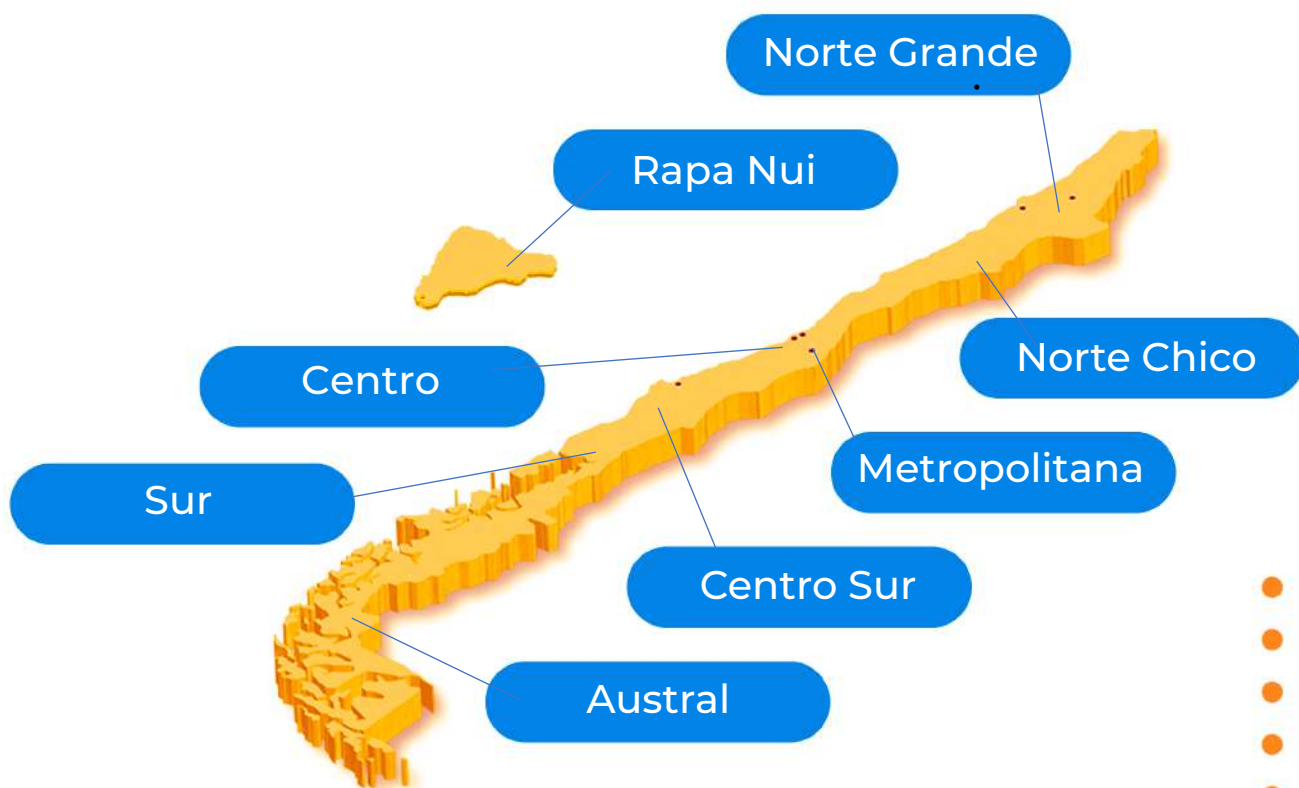 Norte Grande
Rapa Nui
Norte Chico
Centro
Metropolitana
Sur
Centro Sur
Austral